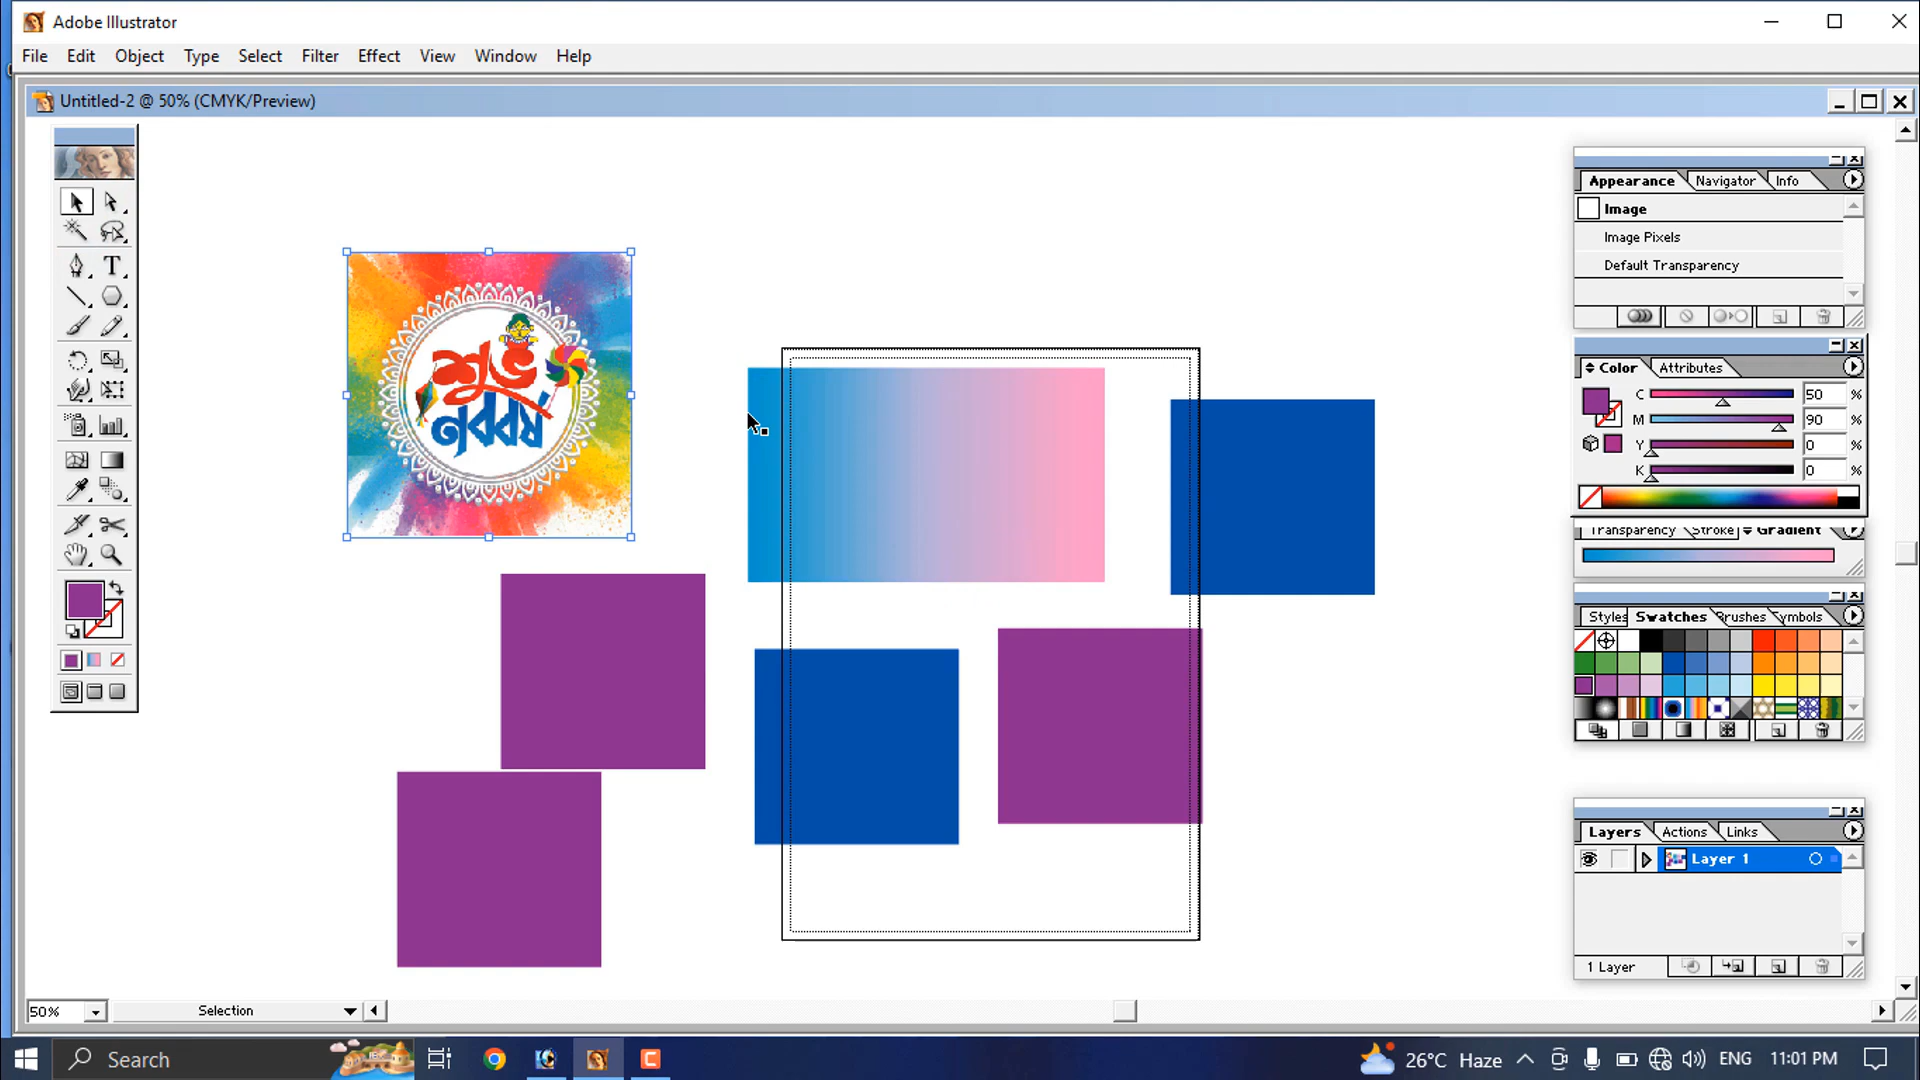 Adobe Illustrator
File Edit Object Type Select Filter Effect View Window Help
Untitled-2 @ 50% (CMYK/Preview)
T
শুভ
নববর্ষ
Appearance Navigator Info
Image
Image Pixels
Default Transparency
Color Attributes
C 50 %
M 90 %
Y 0 %
K 0 %
Transparency Stroke Gradient
Styles Swatches Brushes Symbols
Layers Actions Links
Layer 1
1 Layer
50% Selection
Search
26°C Haze ENG 11:01 PM